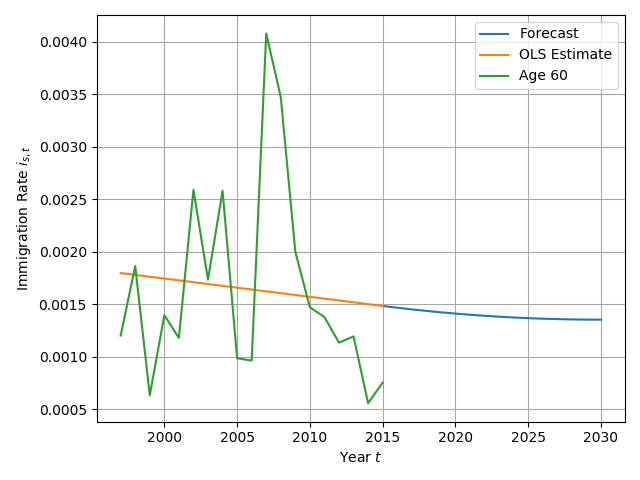 0.0040
0.0035
0.0030
0.0025
0.0020
0.0015
0.0010
0.0005
Immigration Rate i_{s,t}
Forecast
OLS Estimate
Age 60
2000 2005 2010 2015 2020 2025 2030
Year t